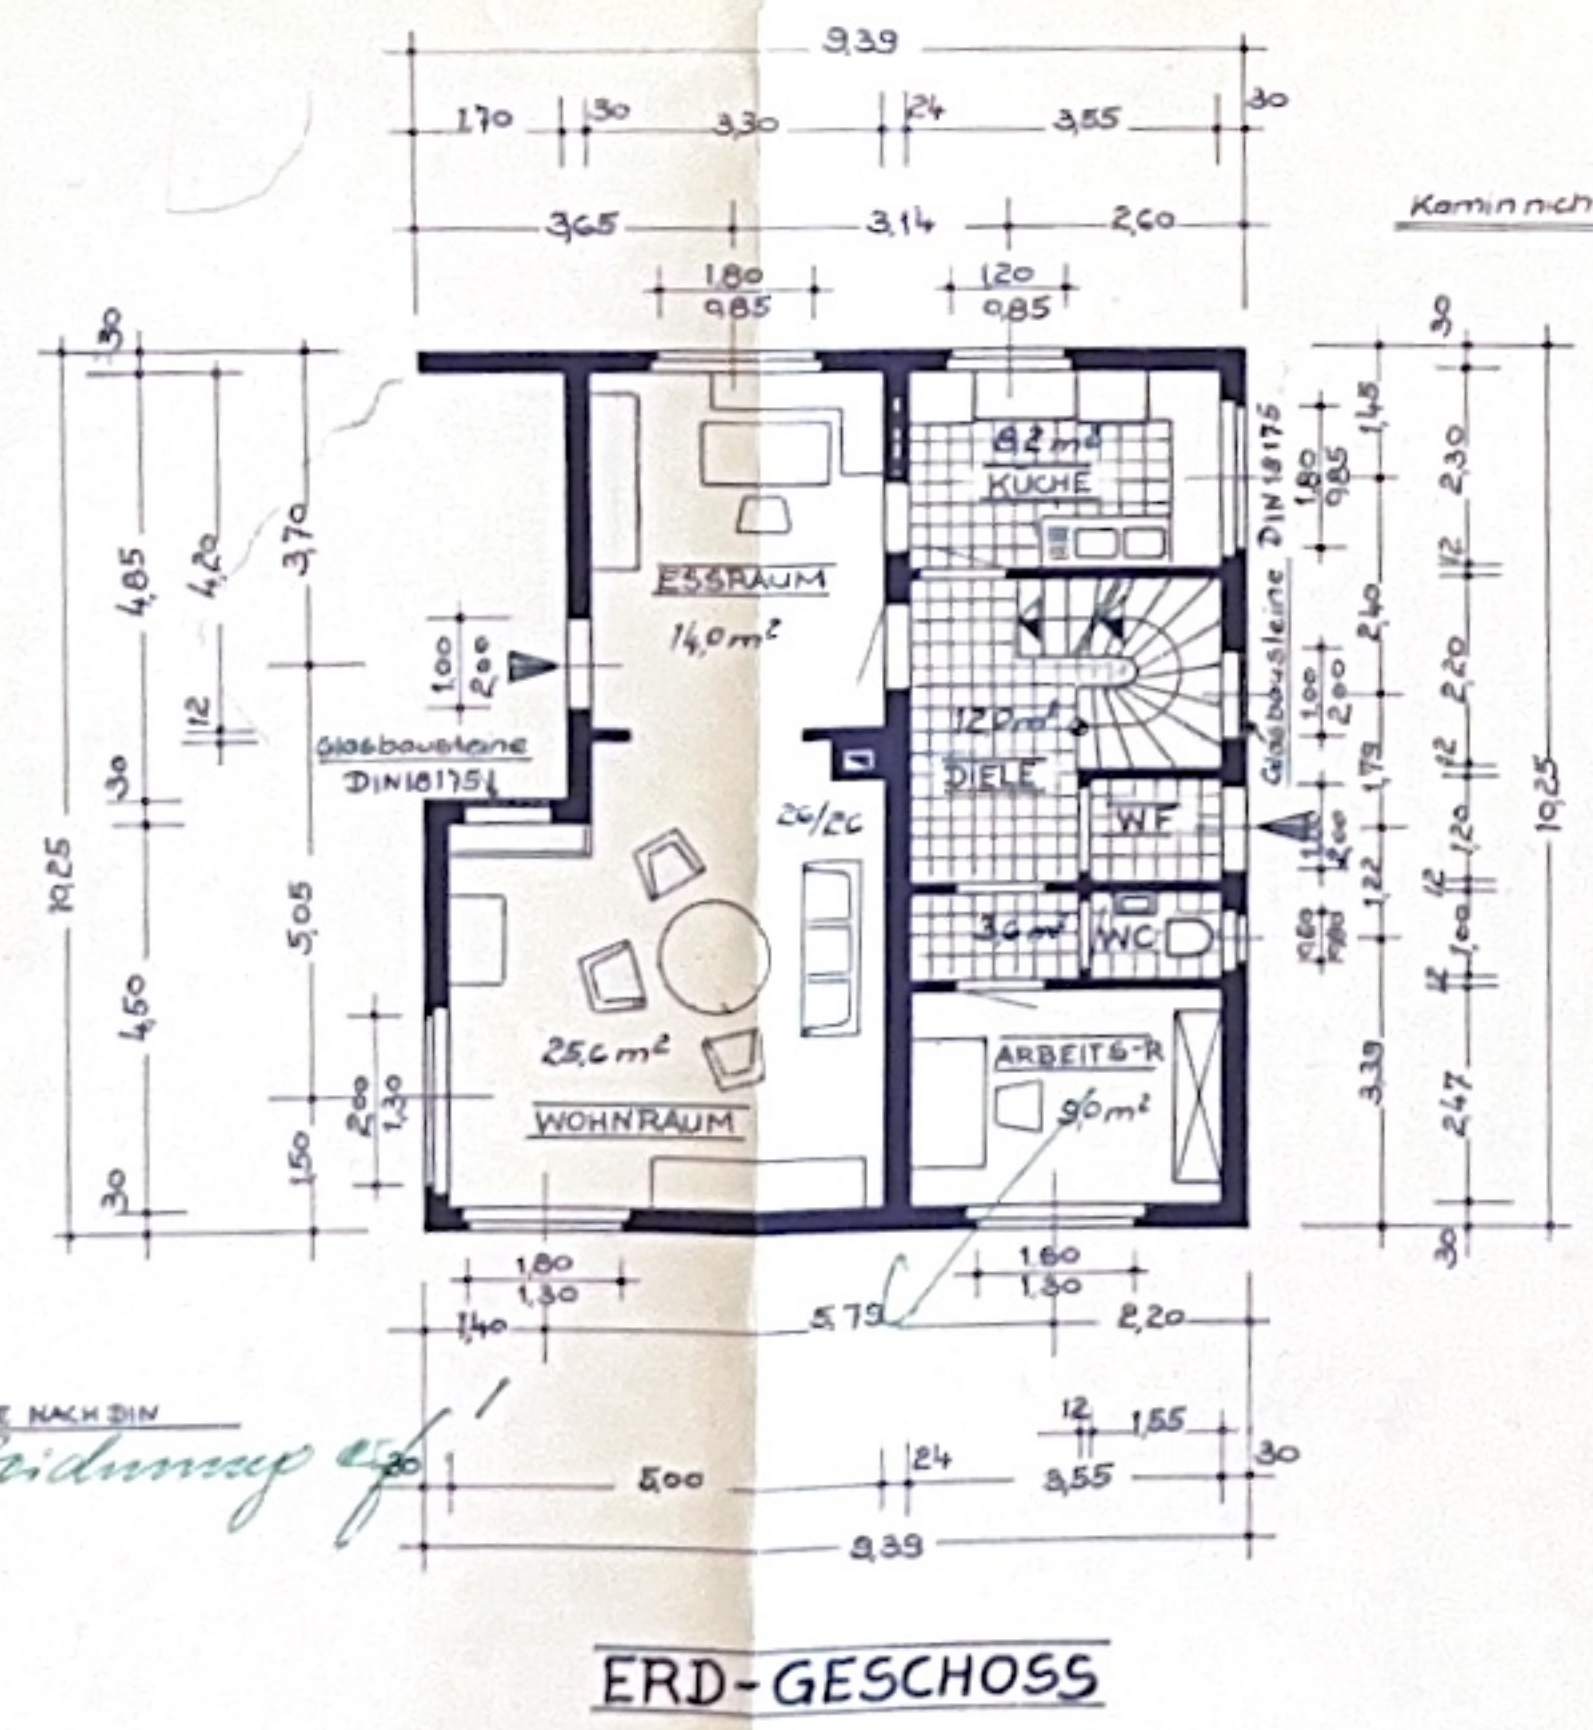 9,39
1,70 30 3,30 24 3,55 30
3,65 3,14 2,60
Kamin nich
1,80 1,20
0,85 0,85
30
4,85
30
4,50
30
10,25
4,20
12
3,70
5,05
1,50
1,00
2,00
Glasbausteine
DIN 18175
2,00
1,30
ESSRAUM
14,0 m²
8,2 m²
KÜCHE
12,0 m²
DIELE
WF
26/26
3,6 m²
WC
25,6 m²
WOHNRAUM
ARBEITS-R
9,0 m²
Glasbausteine DIN 18175
1,80
0,85
1,00
2,00
1,45
2,40
1,79
1,22
3,39
30
2,30
12
2,20
12
1,20
12
1,00
12
2,47
30
10,25
1,80 1,80
1,30 1,30
1,40 5,79 2,20
12 1,55
30 5,00 24 3,55 30
9,39
E NACH DIN
ERD-GESCHOSS